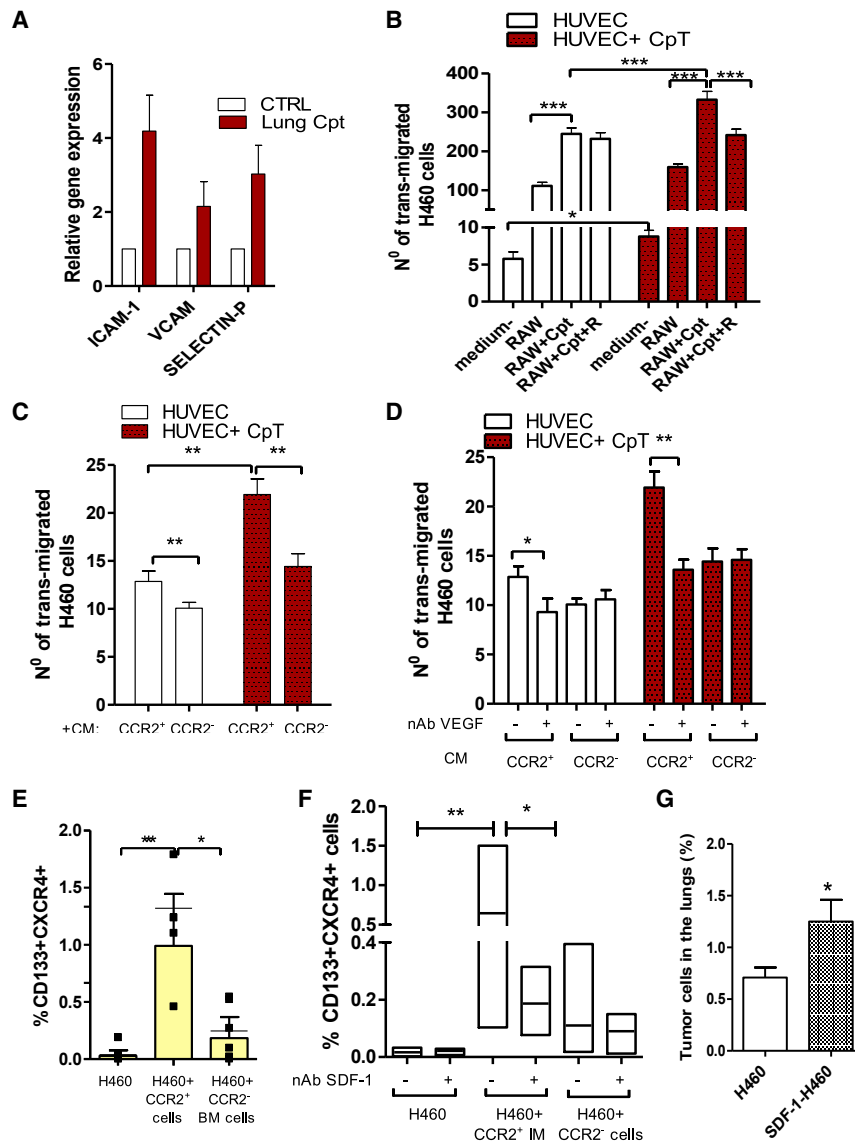 A
Relative gene expression
6
4
2
0
CTRL
Lung Cpt
ICAM-1
VCAM
SELECTIN-P
B
HUVEC
HUVEC+ CpT
N⁰ of trans-migrated
H460 cells
400
300
200
100
10
5
0
***
***
***
***
*
medium-
RAW
RAW+Cpt
RAW+Cpt+R
medium-
RAW
RAW+Cpt
RAW+Cpt+R
C
HUVEC
HUVEC+ CpT
N⁰ of trans-migrated
H460 cells
25
20
15
10
5
0
**
**
**
+CM: CCR2⁺ CCR2⁻ CCR2⁺ CCR2⁻
D
HUVEC
HUVEC+ CpT
N⁰ of trans-migrated
H460 cells
25
20
15
10
5
0
*
**
nAb VEGF - + - + - + - +
CM CCR2⁺ CCR2⁻ CCR2⁺ CCR2⁻
E
%CD133+CXCR4+
2.0
1.5
1.0
0.5
0.0
** *
H460 H460+ H460+
CCR2⁺ CCR2⁻
cells BM cells
F
% CD133+CXCR4+ cells
2.0
1.5
1.0
0.5
0.4
0.2
0.0
** *
nAb SDF-1 - + - + - +
H460 H460+ H460+
CCR2⁺ IM CCR2⁻ cells
G
Tumor cells in the lungs (%)
2.0
1.5
1.0
0.5
0.0
*
H460
SDF-1-H460